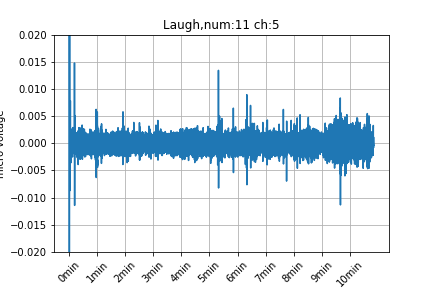 Laugh,num:11 ch:5
0.020
0.015
0.010
0.005
0.000
−0.005
−0.010
−0.015
−0.020
micro voltage
0min
1min
2min
3min
4min
5min
6min
7min
8min
9min
10min